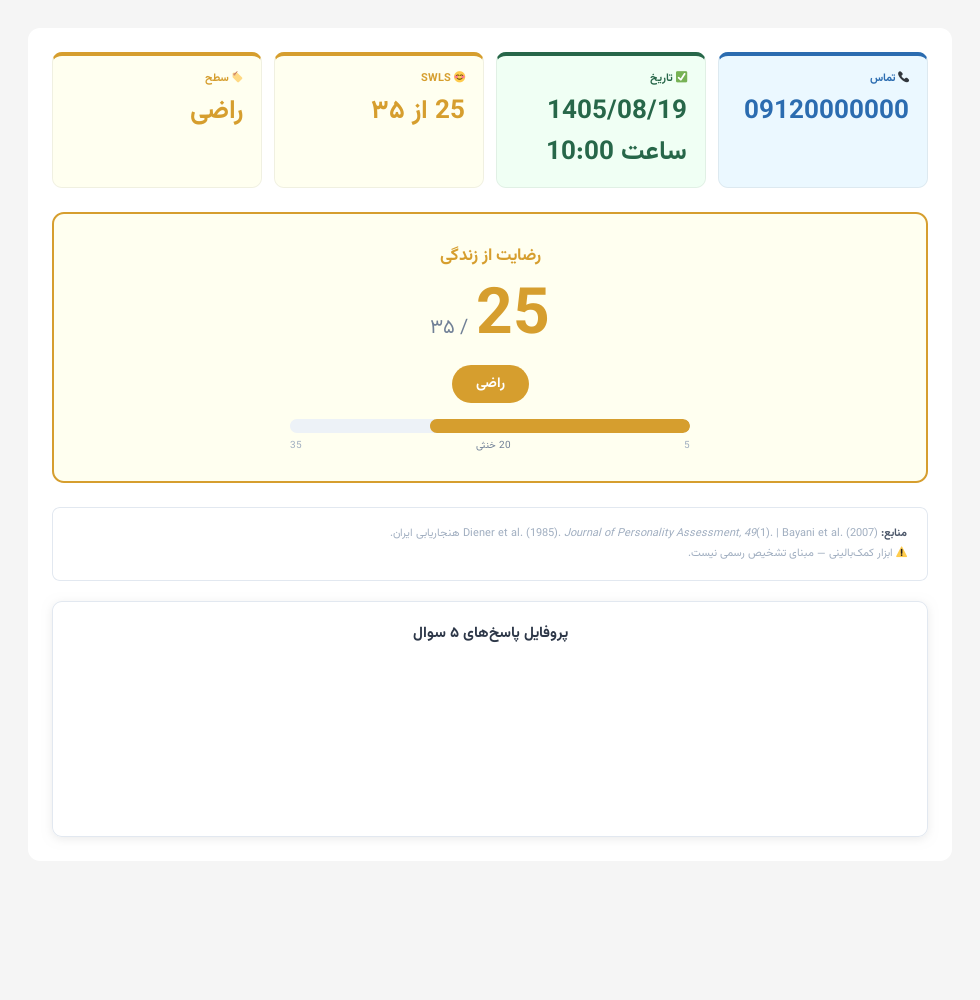 📞 تماس
09120000000
✅ تاریخ
1405/08/19
ساعت 10:00
😊 SWLS
25 از ۳۵
🏷️ سطح
راضی
رضایت از زندگی
25 / ۳۵
راضی
5
20 خنثی
35
منابع: Diener et al. (1985). Journal of Personality Assessment, 49(1). | Bayani et al. (2007) هنجاریابی ایران.
⚠️ ابزار کمک‌بالینی — مبنای تشخیص رسمی نیست.
پروفایل پاسخ‌های ۵ سوال